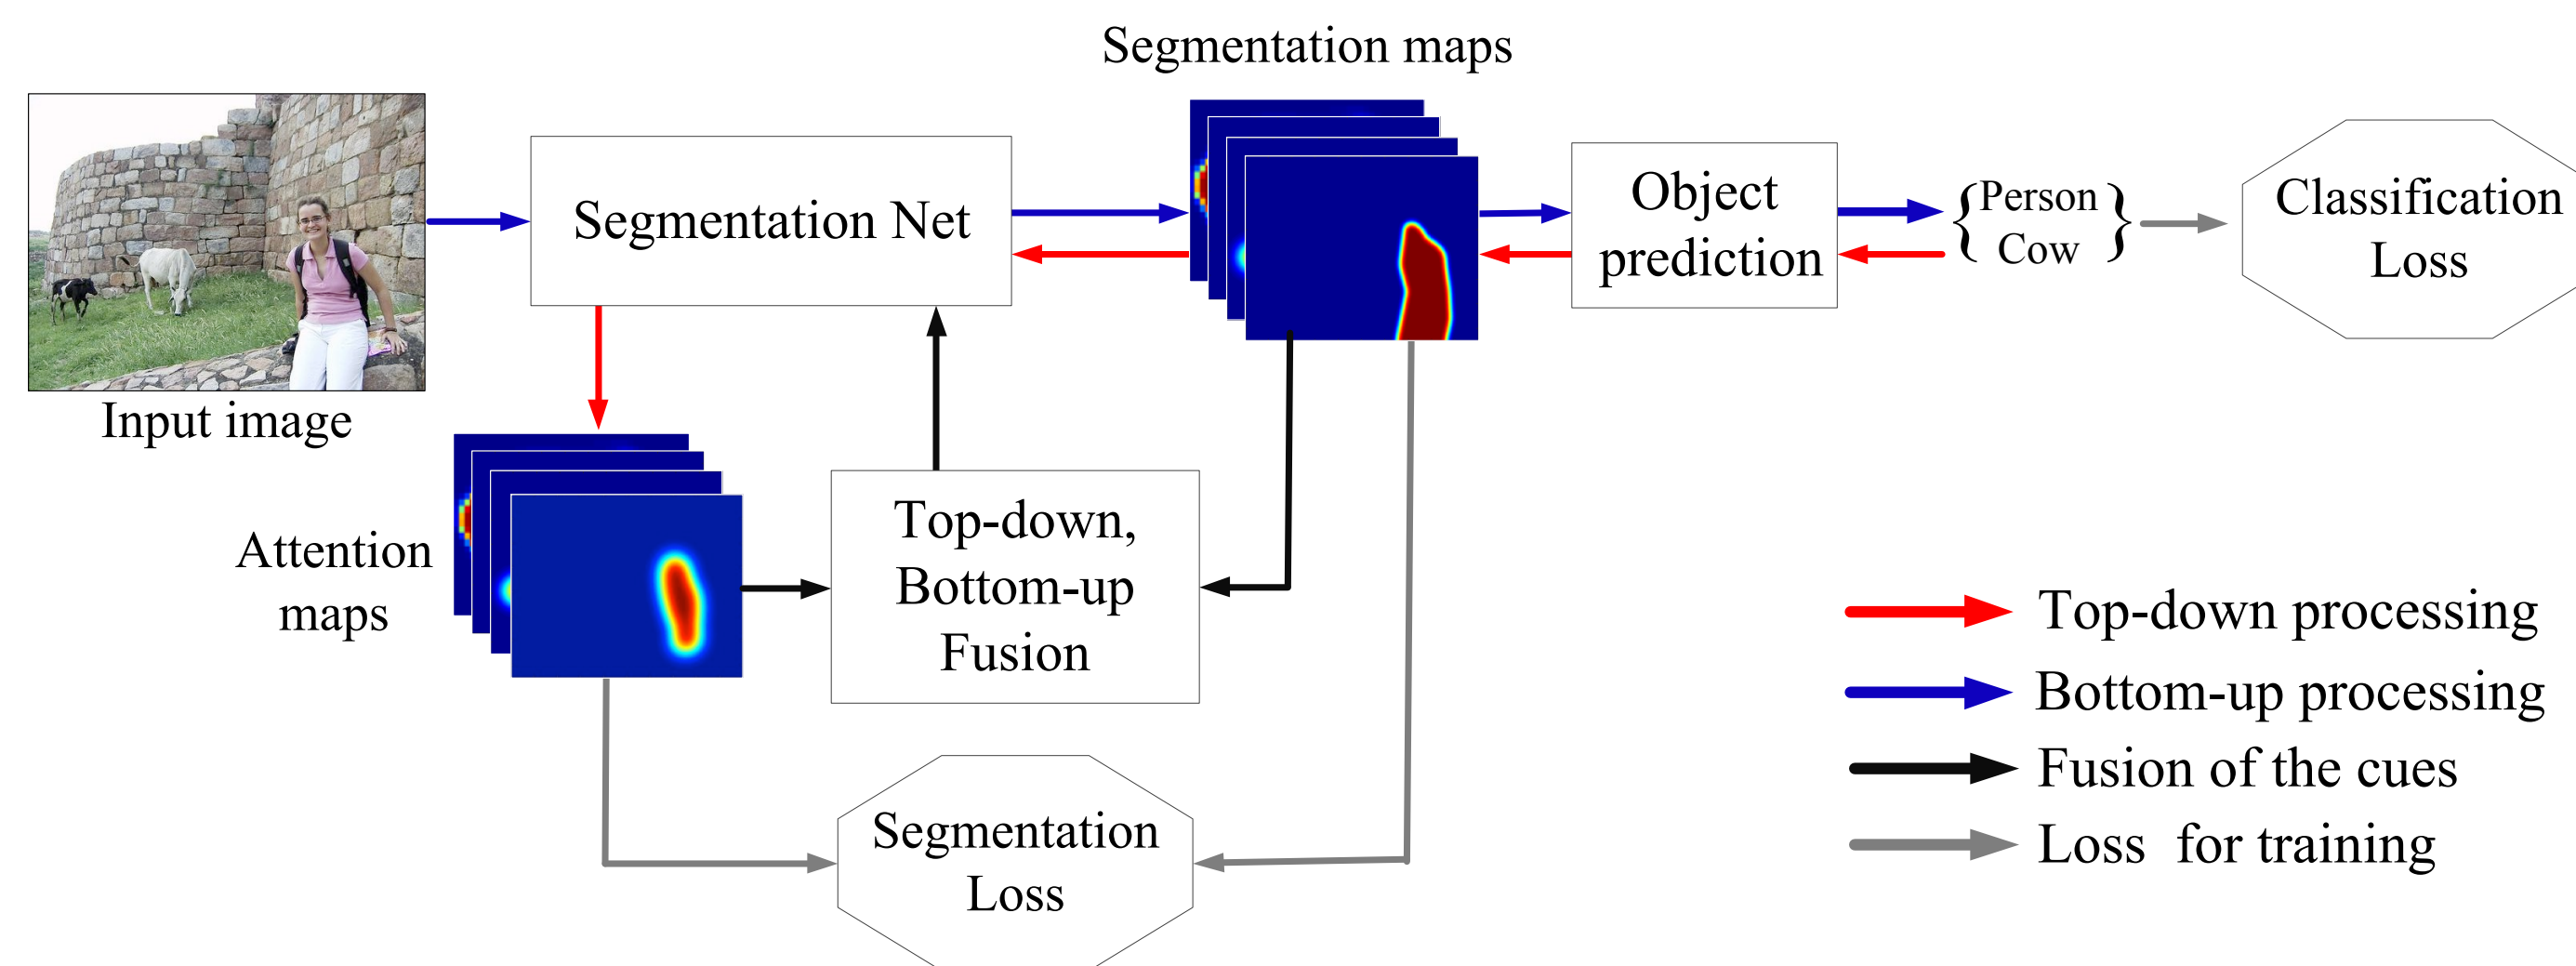 Segmentation maps
Input image
Segmentation Net
Object
prediction
{Person
Cow}
Classification
Loss
Attention
maps
Top-down,
Bottom-up
Fusion
Segmentation
Loss
Top-down processing
Bottom-up processing
Fusion of the cues
Loss for training